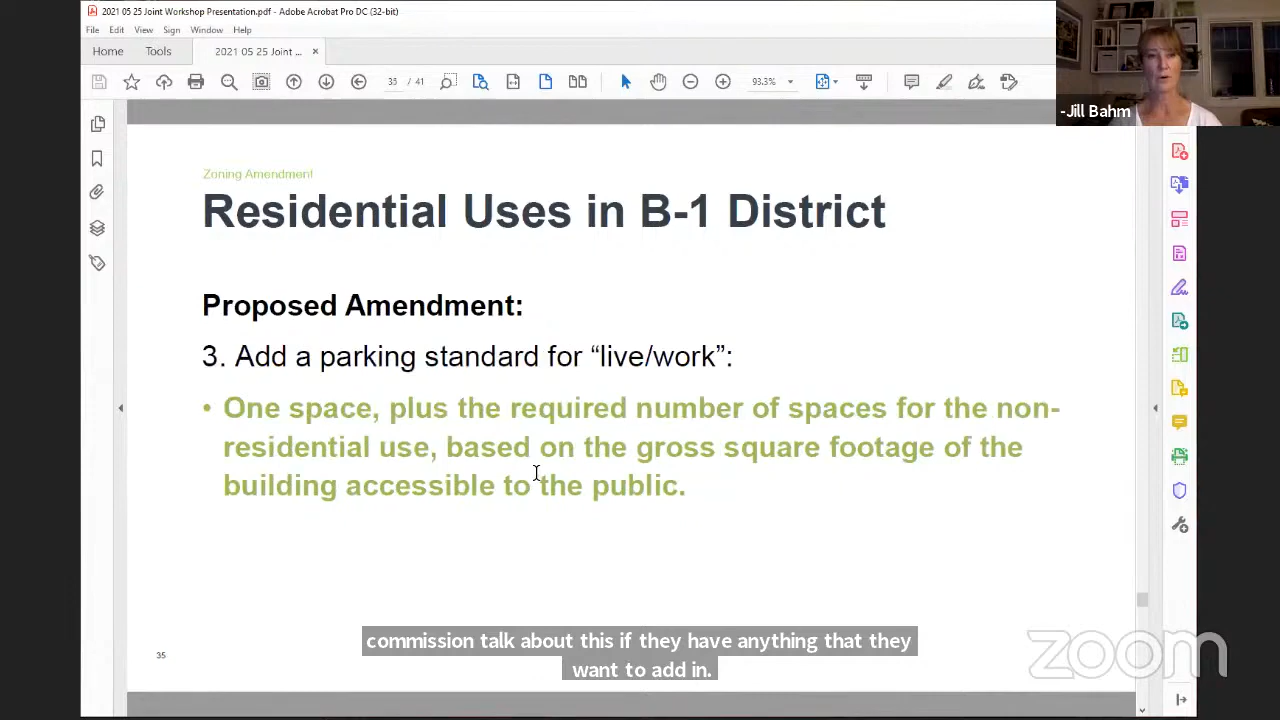 2021 05 25 Joint Workshop Presentation.pdf - Adobe Acrobat Pro DC (32-bit)
File Edit View Window Help
Home Tools 2021 05 25 Joint ... ×
35 / 41 93.3%
-Jill Bahm
Zoning Amendment
Residential Uses in B-1 District
Proposed Amendment:
3. Add a parking standard for “live/work”:
• One space, plus the required number of spaces for the non-
residential use, based on the gross square footage of the
building accessible to the public.
commission talk about this if they have anything that they
want to add in.
35
zoom